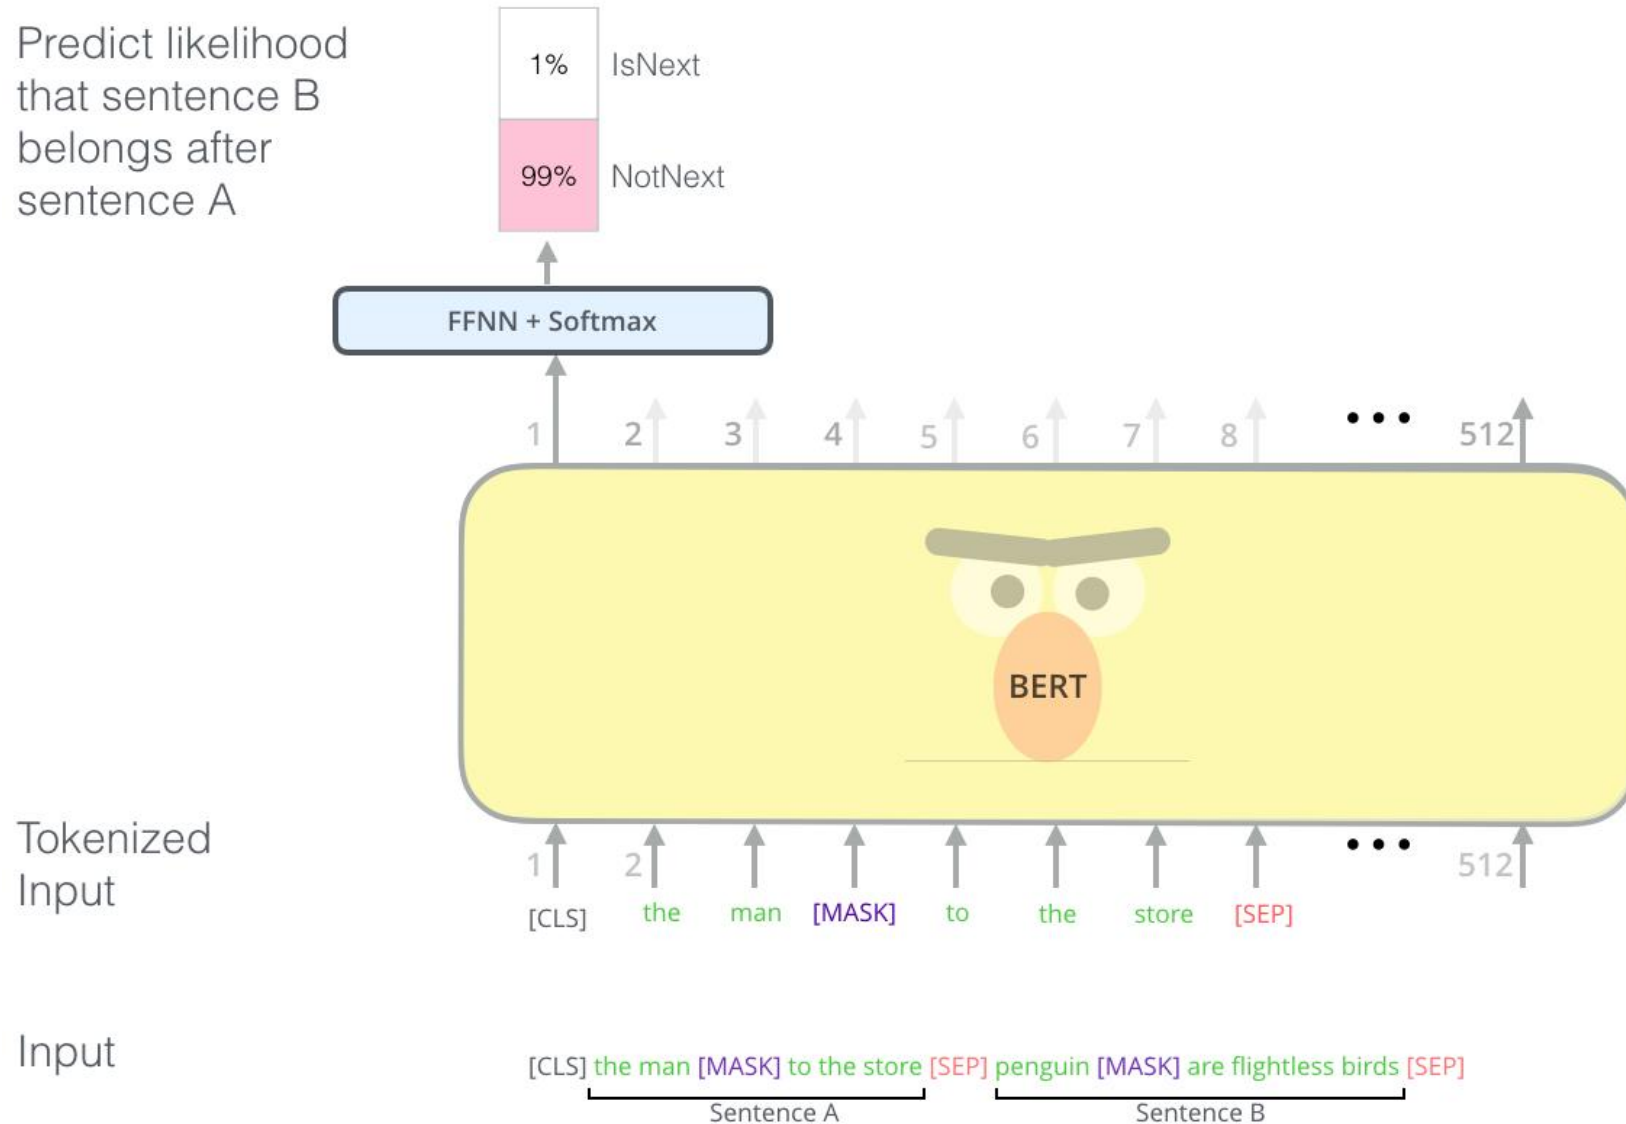 Predict likelihood
that sentence B
belongs after
sentence A
1% IsNext
99% NotNext
FFNN + Softmax
1 2 3 4 5 6 7 8 ••• 512
BERT
Tokenized
Input
1 2 ••• 512
[CLS] the man [MASK] to the store [SEP]
Input
[CLS] the man [MASK] to the store [SEP] penguin [MASK] are flightless birds [SEP]
Sentence A Sentence B